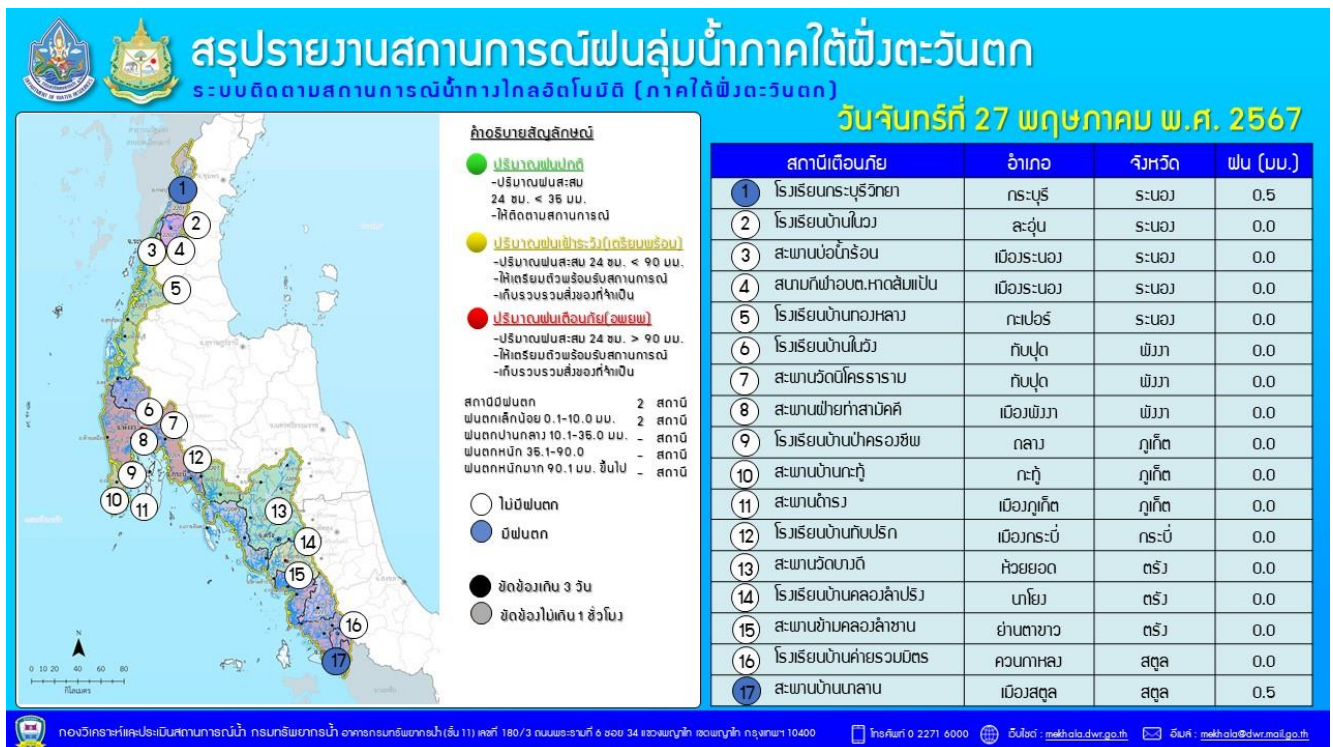 สรุปรายงานสถานการณ์ฝนลุ่มน้ำภาคใต้ฝั่งตะวันตก
ระบบติดตามสถานการณ์น้ำทางไกลอัตโนมัติ (ภาคใต้ฝั่งตะวันตก)
วันจันทร์ที่ 27 พฤษภาคม พ.ศ. 2567
คำอธิบายสัญลักษณ์
ปริมาณฝนปกติ
-ปริมาณฝนสะสม
24 ชม. < 35 มม.
-ให้ติดตามสถานการณ์
ปริมาณฝนเฝ้าระวัง(เตรียมพร้อม)
-ปริมาณฝนสะสม 24 ชม. < 90 มม.
-ให้เตรียมตัวพร้อมรับสถานการณ์
-เก็บรวบรวมสิ่งของที่จำเป็น
ปริมาณฝนเตือนภัย(อพยพ)
-ปริมาณฝนสะสม 24 ชม. > 90 มม.
-ให้เตรียมตัวพร้อมรับสถานการณ์
-เก็บรวบรวมสิ่งของที่จำเป็น
สถานีมีฝนตก 2 สถานี
ฝนตกเล็กน้อย 0.1-10.0 มม. 2 สถานี
ฝนตกปานกลาง 10.1-35.0 มม. - สถานี
ฝนตกหนัก 35.1-90.0 - สถานี
ฝนตกหนักมาก 90.1 มม. ขึ้นไป - สถานี
ไม่มีฝนตก
มีฝนตก
ขัดข้องเกิน 3 วัน
ขัดข้องไม่เกิน 1 ชั่วโมง
1
2
3 4
5
6
7
8
12
9
10
11
13
14
15
16
17
N
0 10 20 40 60 80
กิโลเมตร
สถานีเตือนภัย อำเภอ จังหวัด ฝน (มม.)
1 โรงเรียนกระบุรีวิทยา กระบุรี ระนอง 0.5
2 โรงเรียนบ้านในวง ละอุ่น ระนอง 0.0
3 สะพานบ่อน้ำร้อน เมืองระนอง ระนอง 0.0
4 สนามกีฬาอบต.หาดส้มแป้น เมืองระนอง ระนอง 0.0
5 โรงเรียนบ้านทองหลาง กะเปอร์ ระนอง 0.0
6 โรงเรียนบ้านในวัง ทับปุด พังงา 0.0
7 สะพานวัดนิโครธาราม ทับปุด พังงา 0.0
8 สะพานฝ่ายท่าสามัคคี เมืองพังงา พังงา 0.0
9 โรงเรียนบ้านป่าครองชีพ ถลาง ภูเก็ต 0.0
10 สะพานบ้านกะทู้ กะทู้ ภูเก็ต 0.0
11 สะพานดำรง เมืองภูเก็ต ภูเก็ต 0.0
12 โรงเรียนบ้านทับปริก เมืองกระบี่ กระบี่ 0.0
13 สะพานวัดบางดี ห้วยยอด ตรัง 0.0
14 โรงเรียนบ้านคลองลำปริง นาโยง ตรัง 0.0
15 สะพานข้ามคลองลำชาน ย่านตาขาว ตรัง 0.0
16 โรงเรียนบ้านค่ายรวมมิตร ควนกาหลง สตูล 0.0
17 สะพานบ้านนาลาน เมืองสตูล สตูล 0.5
กองวิเคราะห์และประเมินสถานการณ์น้ำ กรมทรัพยากรน้ำ อาคารกรมทรัพยากรน้ำ(ชั้น 11) เลขที่ 180/3 ถนนพระรามที่ 6 ซอย 34 แขวงพญาไท เขตพญาไท กรุงเทพฯ 10400 โทรศัพท์ 0 2271 6000 เว็บไซต์ : mekhala.dwr.go.th อีเมล์ : mekhala@dwr.mail.go.th